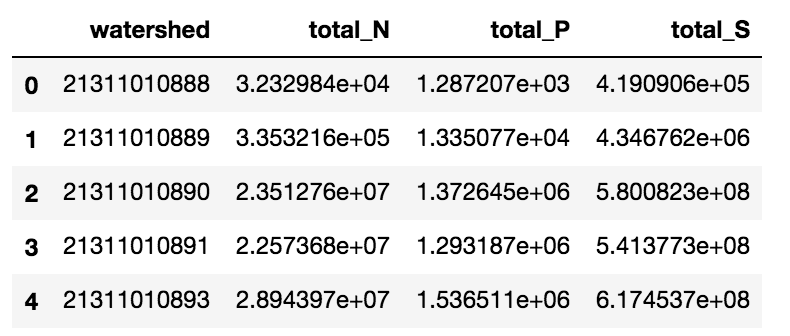 watershed total_N total_P total_S
0 21311010888 3.232984e+04 1.287207e+03 4.190906e+05
1 21311010889 3.353216e+05 1.335077e+04 4.346762e+06
2 21311010890 2.351276e+07 1.372645e+06 5.800823e+08
3 21311010891 2.257368e+07 1.293187e+06 5.413773e+08
4 21311010893 2.894397e+07 1.536511e+06 6.174537e+08